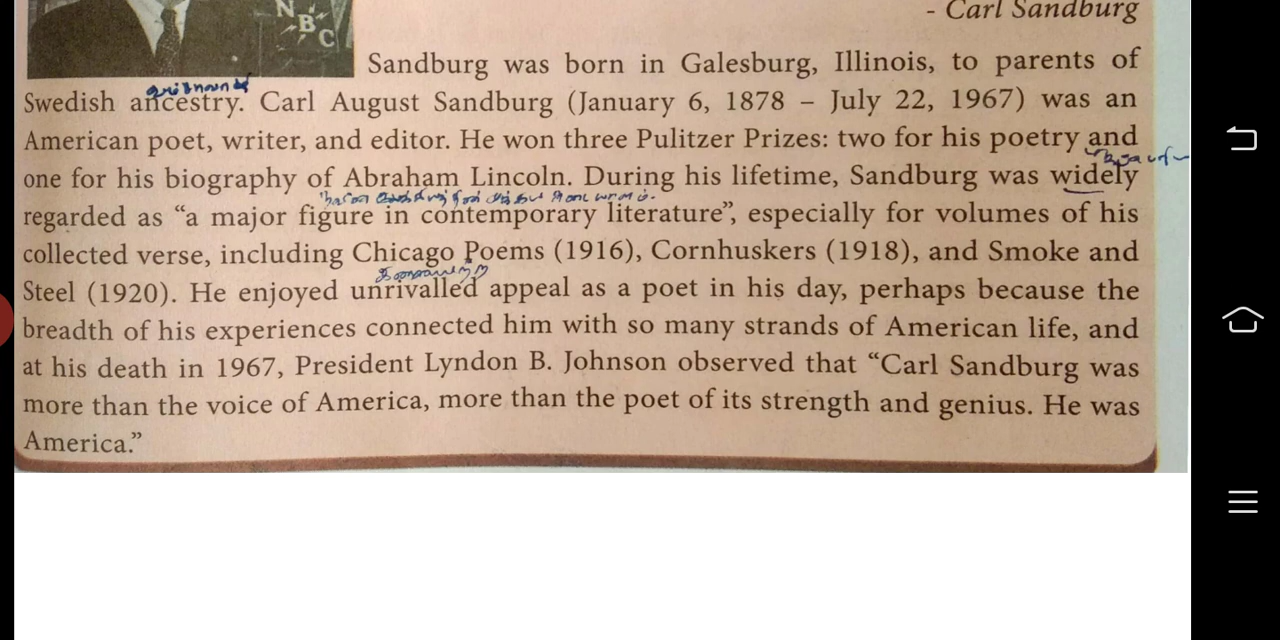 NBC
- Carl Sandburg
Sandburg was born in Galesburg, Illinois, to parents of
Swedish ancestry. Carl August Sandburg (January 6, 1878 – July 22, 1967) was an
American poet, writer, and editor. He won three Pulitzer Prizes: two for his poetry and
one for his biography of Abraham Lincoln. During his lifetime, Sandburg was widely
regarded as “a major figure in contemporary literature”, especially for volumes of his
collected verse, including Chicago Poems (1916), Cornhuskers (1918), and Smoke and
Steel (1920). He enjoyed unrivalled appeal as a poet in his day, perhaps because the
breadth of his experiences connected him with so many strands of American life, and
at his death in 1967, President Lyndon B. Johnson observed that “Carl Sandburg was
more than the voice of America, more than the poet of its strength and genius. He was
America.”